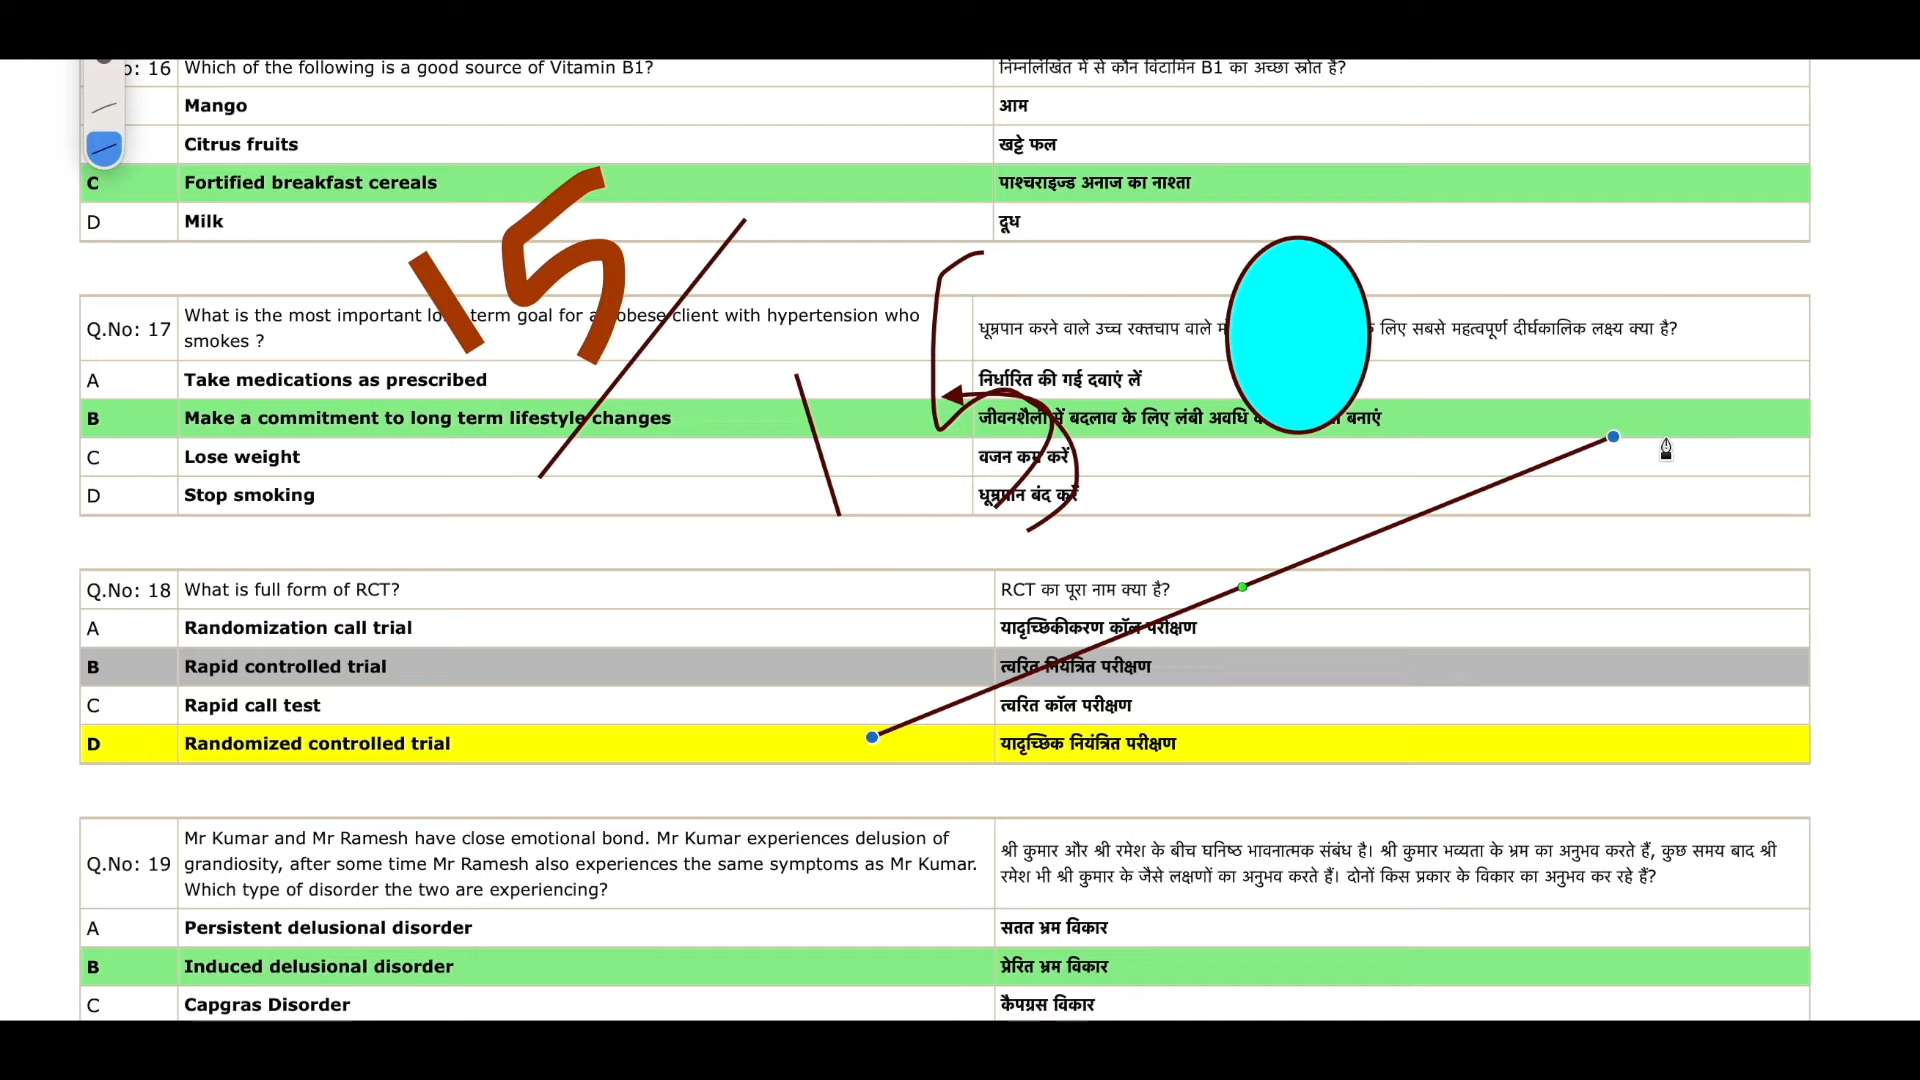 o: 16 Which of the following is a good source of Vitamin B1? निम्नलिखित में से कौन विटामिन B1 का अच्छा स्रोत है?
Mango आम
Citrus fruits खट्टे फल
C Fortified breakfast cereals पाश्चराइज्ड अनाज का नाश्ता
D Milk दूध
15
Q.No: 17 What is the most important term goal for obese client with hypertension who smokes ? धूम्रपान करने वाले उच्च रक्तचाप वाले लिए सबसे महत्वपूर्ण दीर्घकालिक लक्ष्य क्या है?
A Take medications as prescribed निर्धारित की गई दवाएं लें
B Make a commitment to long term lifestyle changes जीवनशैली में बदलाव के लिए लंबी अवधि बनाएं
C Lose weight वजन कम करें
D Stop smoking धूम्रपान बंद करें
Q.No: 18 What is full form of RCT? RCT का पूरा नाम क्या है?
A Randomization call trial यादृच्छिकीकरण कॉल परीक्षण
B Rapid controlled trial त्वरित नियंत्रित परीक्षण
C Rapid call test त्वरित कॉल परीक्षण
D Randomized controlled trial यादृच्छिक नियंत्रित परीक्षण
Q.No: 19 Mr Kumar and Mr Ramesh have close emotional bond. Mr Kumar experiences delusion of
grandiosity, after some time Mr Ramesh also experiences the same symptoms as Mr Kumar.
Which type of disorder the two are experiencing?
श्री कुमार और श्री रमेश के बीच घनिष्ठ भावनात्मक संबंध है। श्री कुमार भव्यता के भ्रम का अनुभव करते हैं, कुछ समय बाद श्री
रमेश भी श्री कुमार के जैसे लक्षणों का अनुभव करते हैं। दोनों किस प्रकार के विकार का अनुभव कर रहे हैं?
A Persistent delusional disorder सतत भ्रम विकार
B Induced delusional disorder प्रेरित भ्रम विकार
C Capgras Disorder कैपग्रस विकार